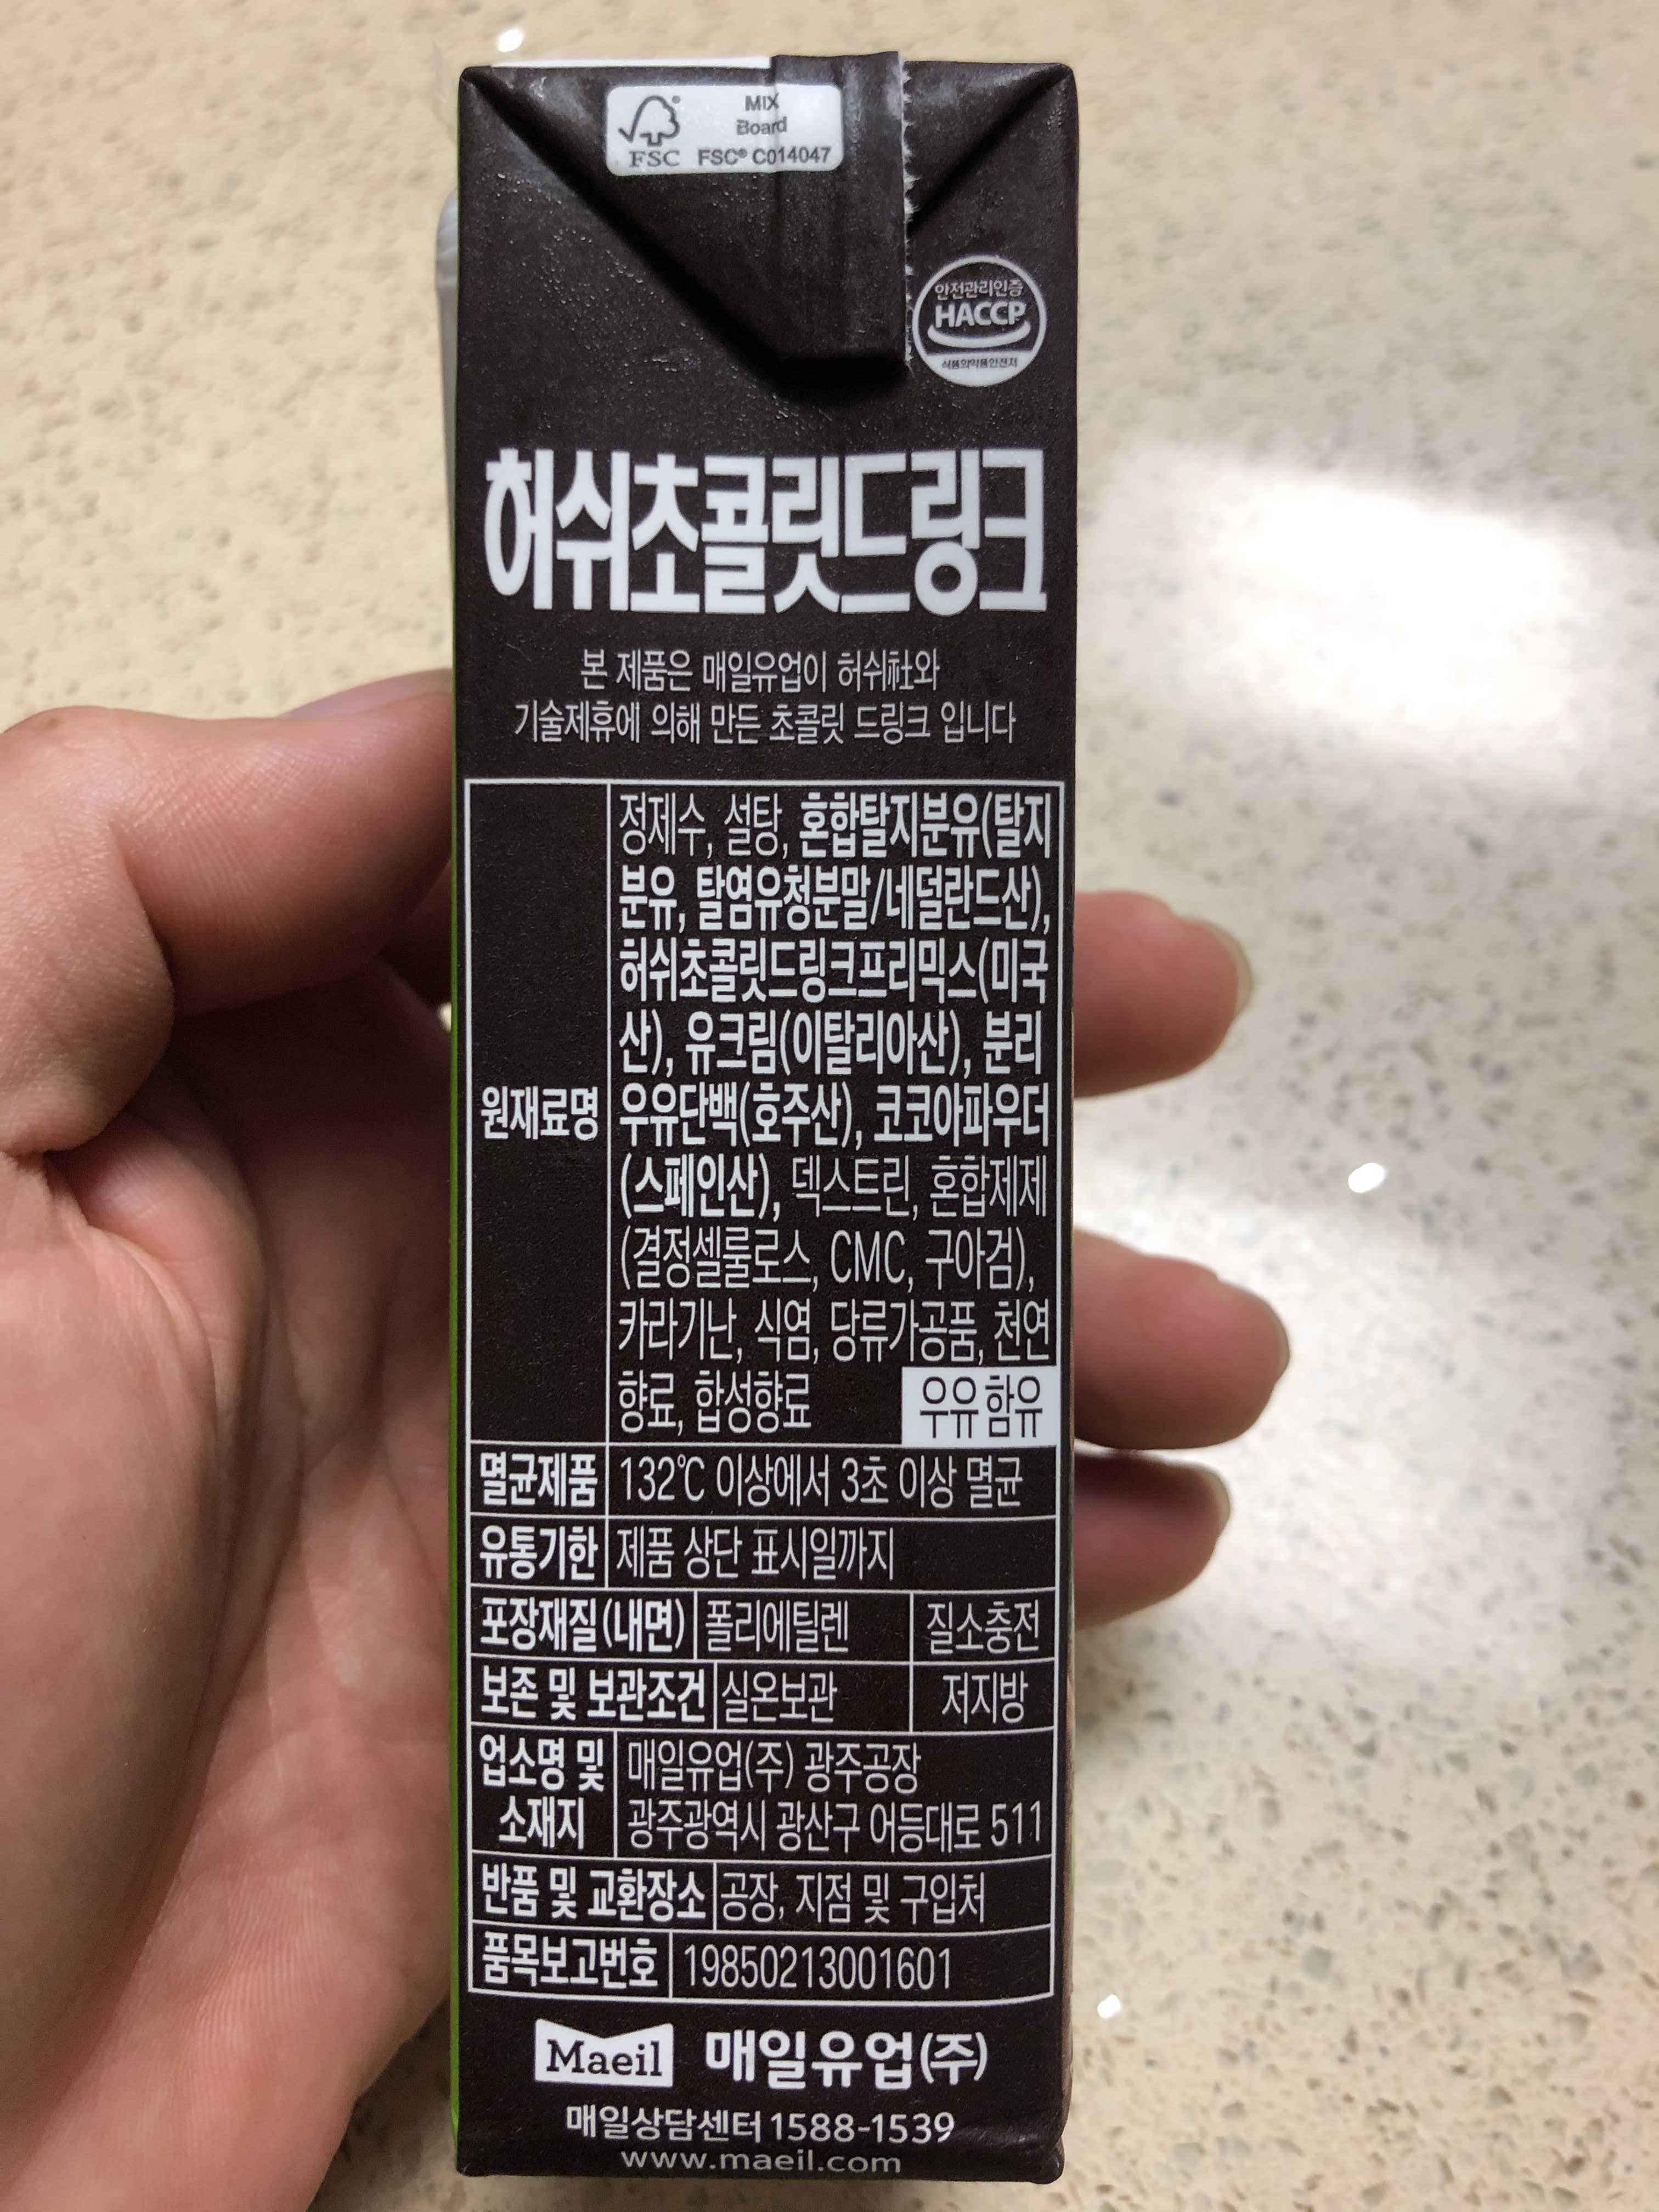 MIX
Board
FSC FSC® C014047
안전관리인증
HACCP
식품의약품안전처
허쉬초콜릿드링크
본 제품은 매일유업이 허쉬社와
기술제휴에 의해 만든 초콜릿 드링크 입니다
정제수, 설탕, 혼합탈지분유(탈지
분유, 탈염유청분말/네덜란드산),
허쉬초콜릿드링크프리믹스(미국
산), 유크림(이탈리아산), 분리
원재료명 우유단백(호주산), 코코아파우더
(스페인산), 덱스트린, 혼합제제
(결정셀룰로스, CMC, 구아검),
카라기난, 식염, 당류가공품, 천연
향료, 합성향료 우유 함유
멸균제품 132℃ 이상에서 3초 이상 멸균
유통기한 제품 상단 표시일까지
포장재질(내면) 폴리에틸렌 질소충전
보존 및 보관조건 실온보관 저지방
업소명 및 매일유업(주) 광주공장
소재지 광주광역시 광산구 어등대로 511
반품 및 교환장소 공장, 지점 및 구입처
품목보고번호 19850213001601
Maeil 매일유업(주)
매일상담센터 1588-1539
www.maeil.com